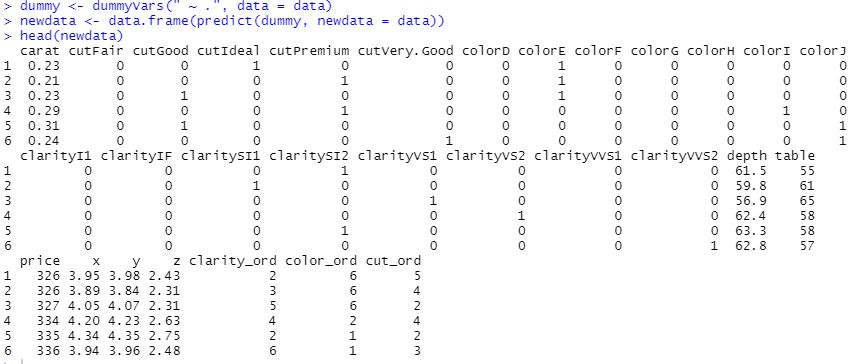 > dummy <- dummyVars(" ~ .", data = data)
> newdata <- data.frame(predict(dummy, newdata = data))
> head(newdata)
  carat cutFair cutGood cutIdeal cutPremium cutVery.Good colorD colorE colorF colorG colorH colorI colorJ
1  0.23       0       0        1          0            0      0      1      0      0      0      0      0
2  0.21       0       0        0          1            0      0      1      0      0      0      0      0
3  0.23       0       1        0          0            0      0      1      0      0      0      0      0
4  0.29       0       0        0          1            0      0      0      0      0      0      1      0
5  0.31       0       1        0          0            0      0      0      0      0      0      0      1
6  0.24       0       0        0          0            1      0      0      0      0      0      0      1
  clarityI1 clarityIF claritySI1 claritySI2 clarityVS1 clarityVS2 clarityVVS1 clarityVVS2 depth table
1         0         0          0          1          0          0           0           0  61.5    55
2         0         0          1          0          0          0           0           0  59.8    61
3         0         0          0          0          1          0           0           0  56.9    65
4         0         0          0          0          0          1           0           0  62.4    58
5         0         0          0          1          0          0           0           0  63.3    58
6         0         0          0          0          0          0           0           1  62.8    57
  price    x    y    z clarity_ord color_ord cut_ord
1   326 3.95 3.98 2.43           2         6       5
2   326 3.89 3.84 2.31           3         6       4
3   327 4.05 4.07 2.31           5         6       2
4   334 4.20 4.23 2.63           4         2       4
5   335 4.34 4.35 2.75           2         1       2
6   336 3.94 3.96 2.48           6         1       3